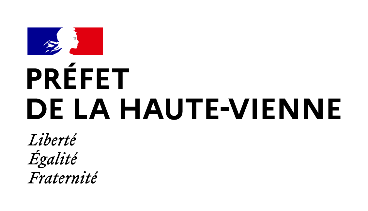 PRÉFET
DE LA HAUTE-VIENNE
Liberté
Égalité
Fraternité